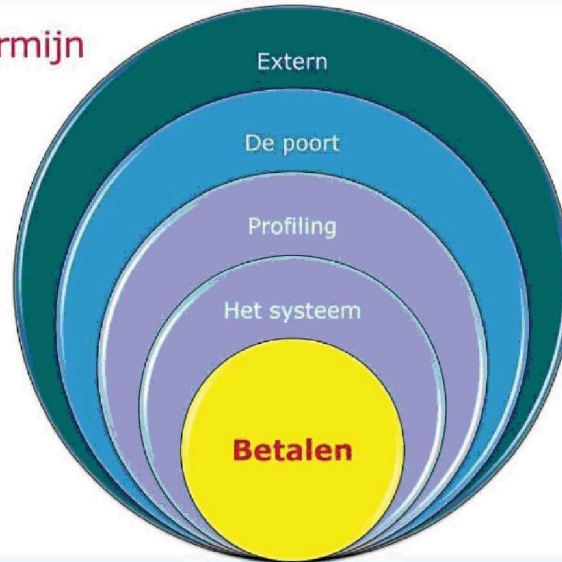 rmijn
Extern
De poort
Profiling
Het systeem
Betalen